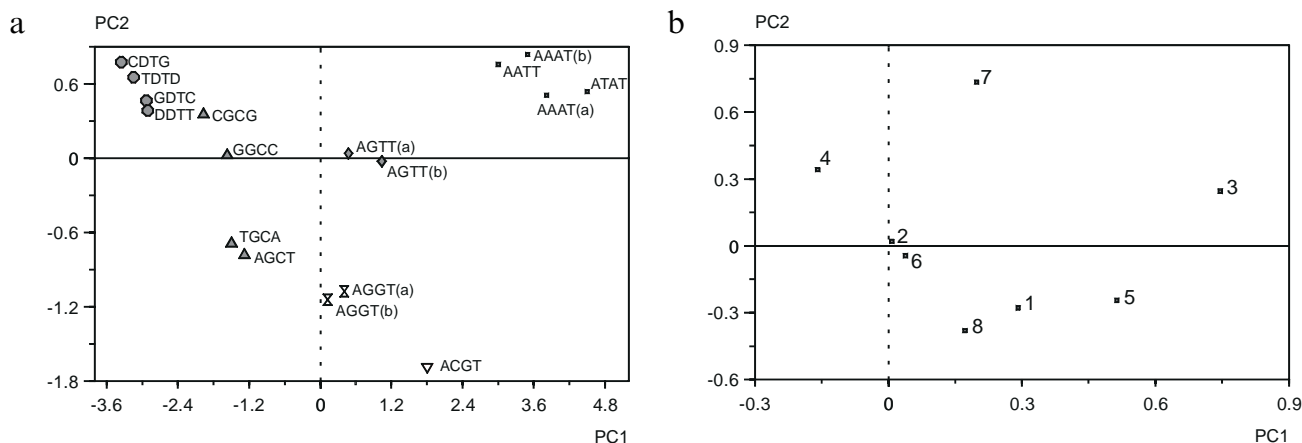 a
PC2
0.6
0
-0.6
-1.2
-1.8
CDTG
TDTD
GDTC
DDTT
CGCG
GGCC
TGCA
AGCT
AGTT(a)
AGTT(b)
AGGT(a)
AGGT(b)
ACGT
AAAT(b)
AATT
ATAT
AAAT(a)
-3.6 -2.4 -1.2 0 1.2 2.4 3.6 4.8
PC1
b
PC2
0.9
0.6
0.3
0
-0.3
-0.6
7
4
3
2
6
1
5
8
-0.3 0 0.3 0.6 0.9
PC1